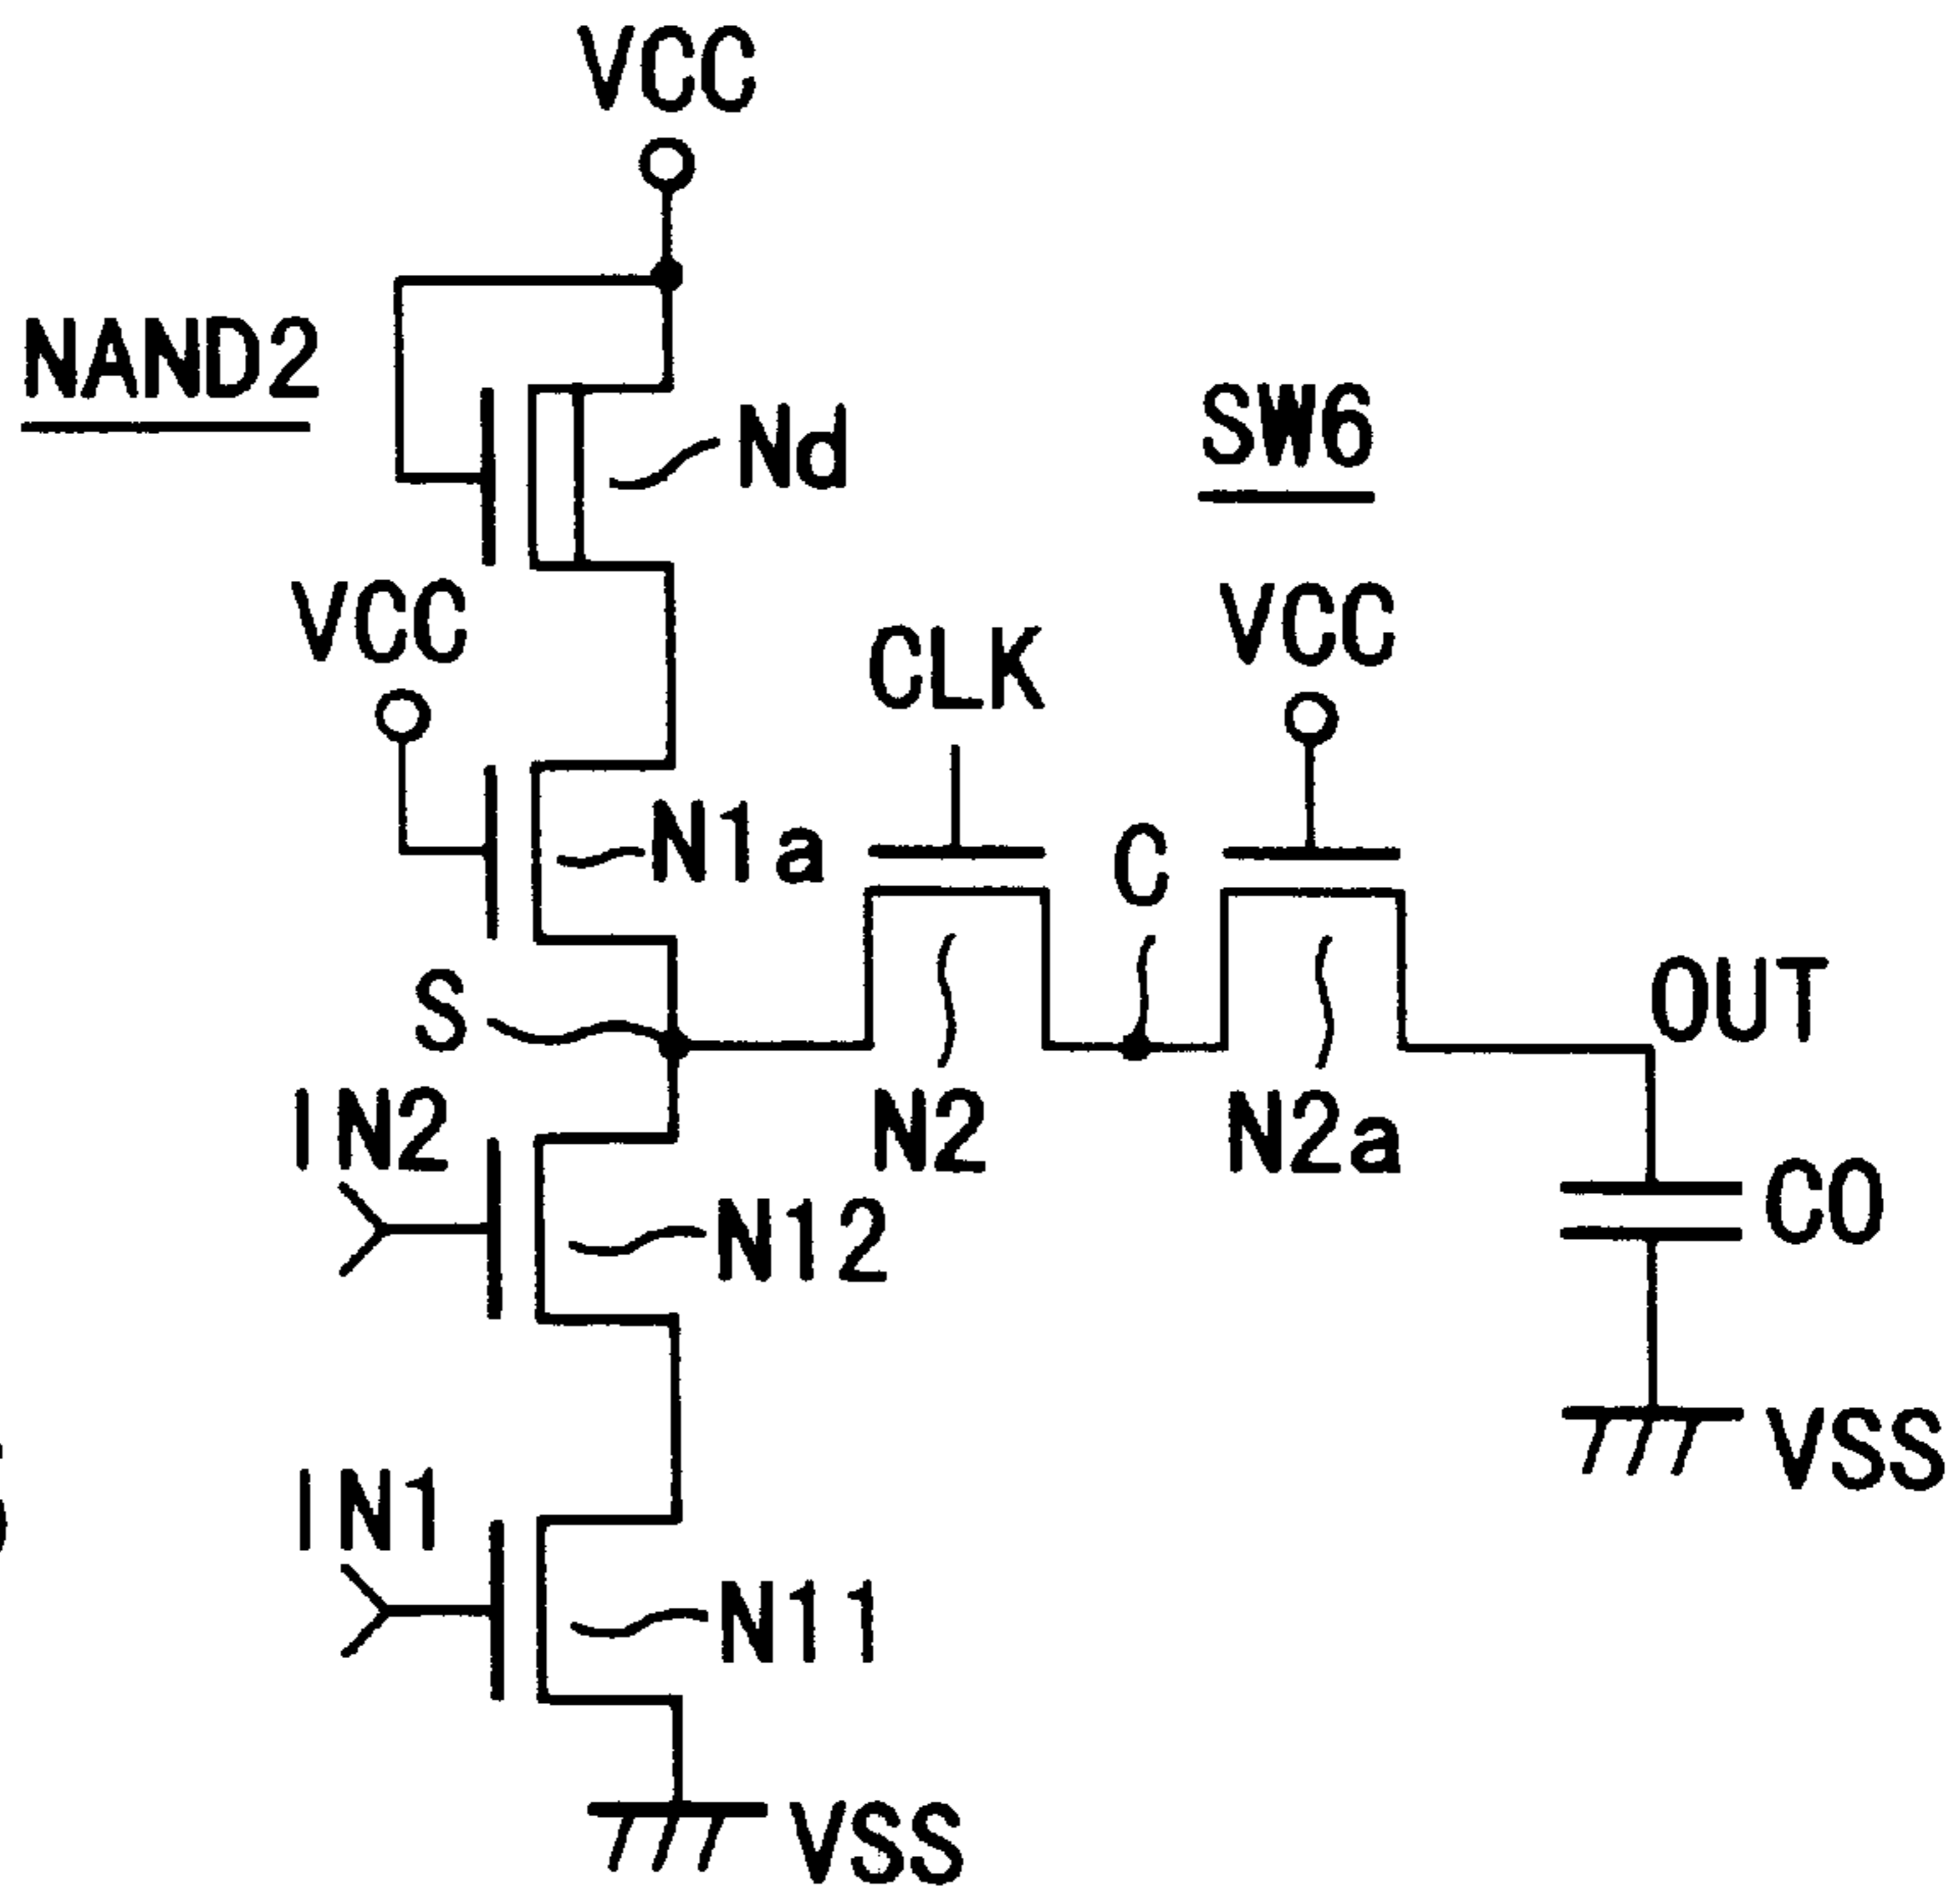 VCC
NAND2
Nd
SW6
VCC
CLK
VCC
N1a
C
S
OUT
IN2
N2
N2a
C0
N12
VSS
IN1
N11
VSS